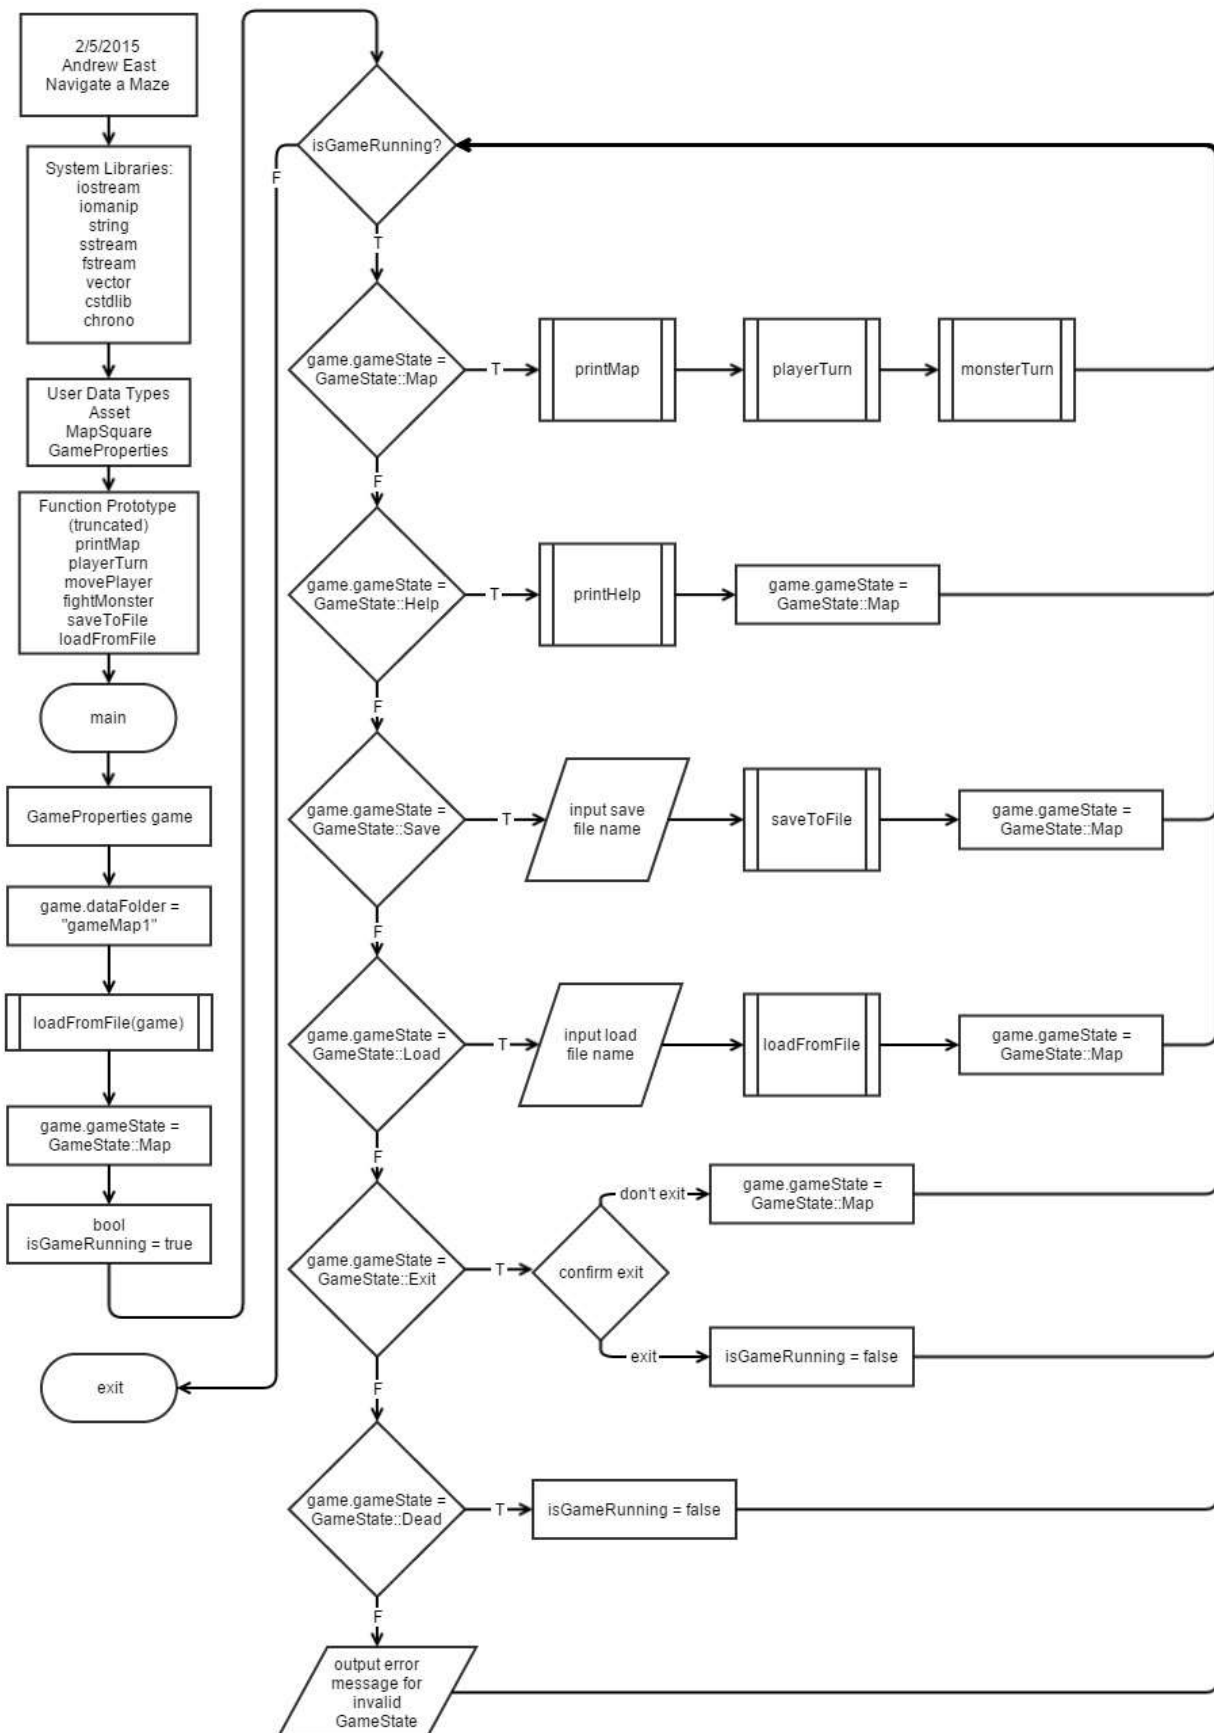 2/5/2015
Andrew East
Navigate a Maze
System Libraries:
iostream
iomanip
string
sstream
fstream
vector
cstdlib
chrono
User Data Types
Asset
MapSquare
GameProperties
Function Prototype
(truncated)
printMap
playerTurn
movePlayer
fightMonster
saveToFile
loadFromFile
main
GameProperties game
game.dataFolder =
"gameMap1"
loadFromFile(game)
game.gameState =
GameState::Map
bool
isGameRunning = true
isGameRunning?
F
exit
T
game.gameState =
GameState::Map
T
printMap
playerTurn
monsterTurn
F
game.gameState =
GameState::Help
T
printHelp
game.gameState =
GameState::Map
F
game.gameState =
GameState::Save
T
input save
file name
saveToFile
game.gameState =
GameState::Map
F
game.gameState =
GameState::Load
T
input load
file name
loadFromFile
game.gameState =
GameState::Map
F
game.gameState =
GameState::Exit
T
confirm exit
don't exit
game.gameState =
GameState::Map
exit
isGameRunning = false
F
game.gameState =
GameState::Dead
T
isGameRunning = false
F
output error
message for
invalid
GameState